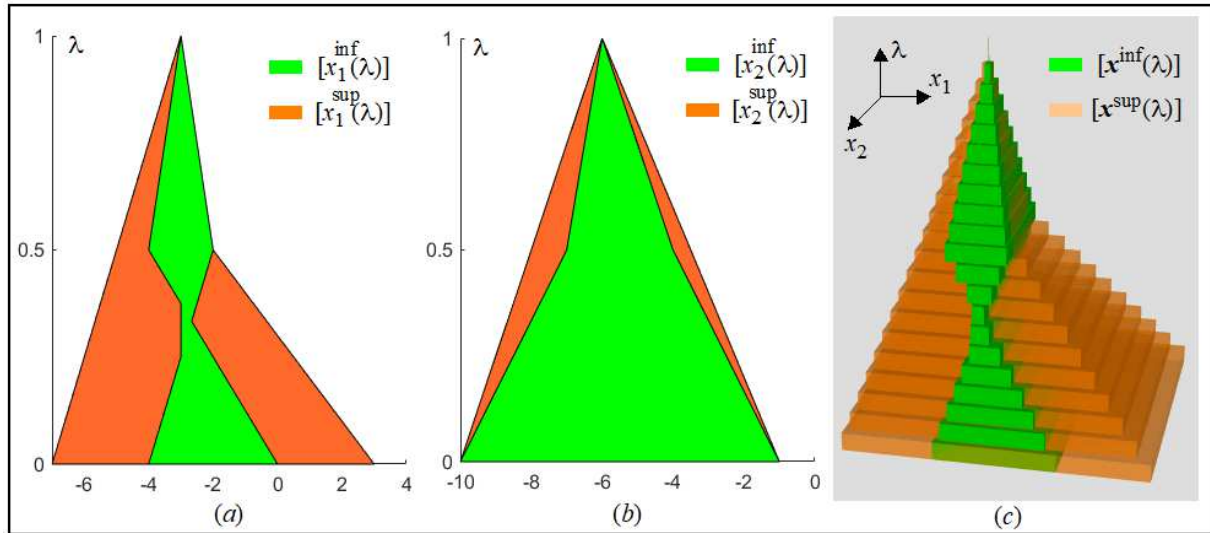 1
λ
inf
[x₁(λ)]
sup
[x₁(λ)]
0.5
0
-6 -4 -2 0 2 4
(a)
1
λ
inf
[x₂(λ)]
sup
[x₂(λ)]
0.5
0
-10 -8 -6 -4 -2 0
(b)
λ
x₁
x₂
[x^inf(λ)]
[x^sup(λ)]
(c)